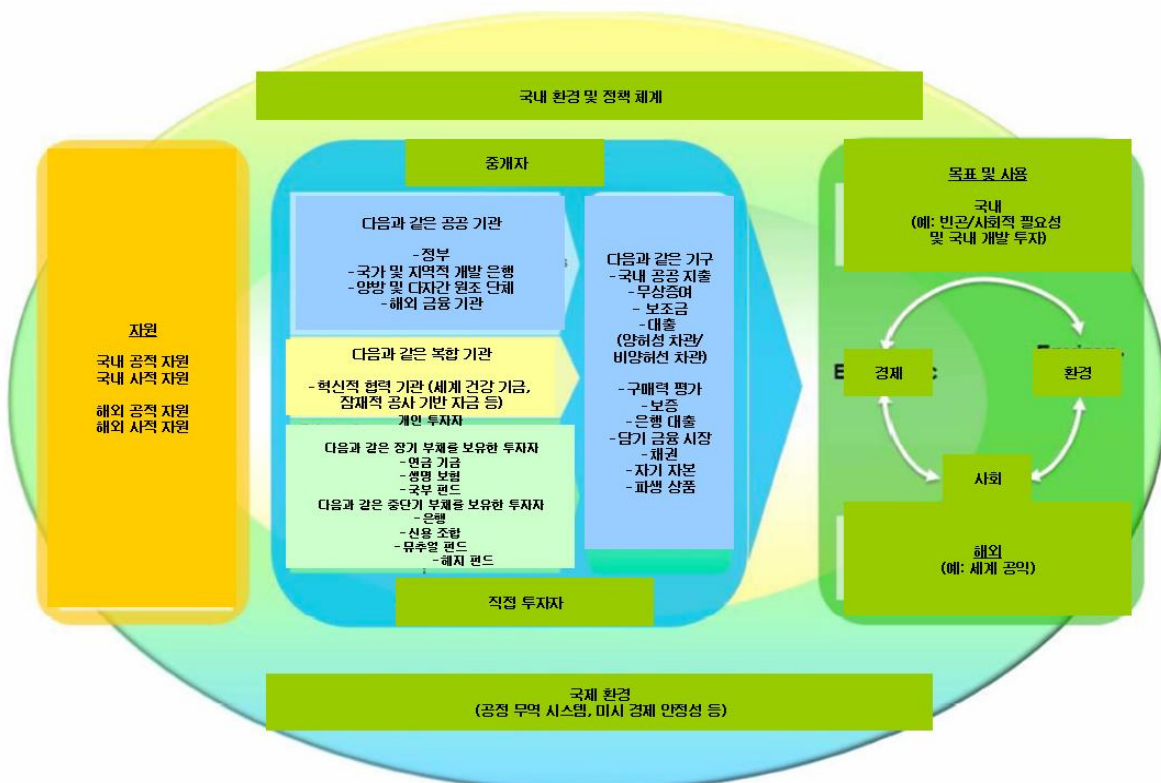 국내 환경 및 정책 체계
자원
국내 공적 자원
국내 사적 자원
해외 공적 자원
해외 사적 자원
중개자
다음과 같은 공공 기관
-정부
-국가 및 지역적 개발 은행
-양방 및 다자간 원조 단체
-해외 금융 기관
다음과 같은 복합 기관
- 혁신적 협력 기관 (세계 건강 기금,
잠재적 공사 기반 자금 등)
개인 투자자
다음과 같은 장기 부채를 보유한 투자자
-연금 기금
-생명 보험
-국부 펀드
다음과 같은 중단기 부채를 보유한 투자자
-은행
-신용 조합
-뮤추얼 펀드
-헤지 펀드
다음과 같은 기구
-국내 공공 지출
-무상증여
- 보조금
-대출
(양허성 차관/
비양허선 차관)
-구매력 평가
-보증
-은행 대출
-담기 금융 시장
-채권
-자기 자본
-파생 상품
직접 투자자
목표 및 사용
국내
(예: 빈곤/사회적 필요성
및 국내 개발 투자)
경제
환경
사회
해외
(예: 세계 공익)
국제 환경
(공정 무역 시스템, 미시 경제 안정성 등)